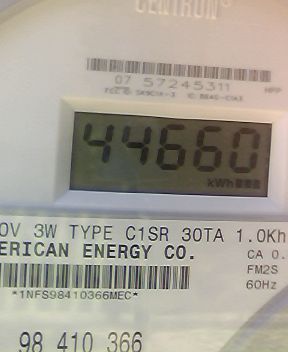 CENTRON®
07 57245311
44660
kWh
0V 3W TYPE C1SR 30TA 1.0Kh
ERICAN ENERGY CO. CA 0.
FM2S
*1NFS98410366MEC* 60Hz
98 410 366